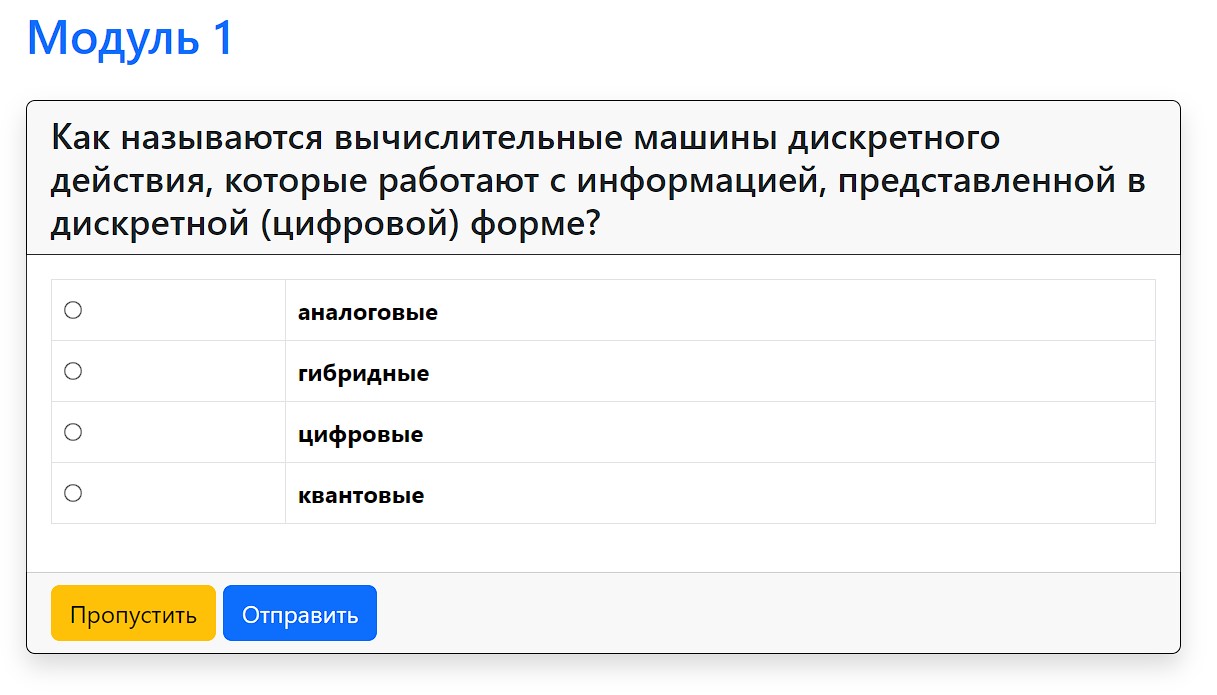 Модуль 1
Как называются вычислительные машины дискретного
действия, которые работают с информацией, представленной в
дискретной (цифровой) форме?
аналоговые
гибридные
цифровые
квантовые
Пропустить
Отправить